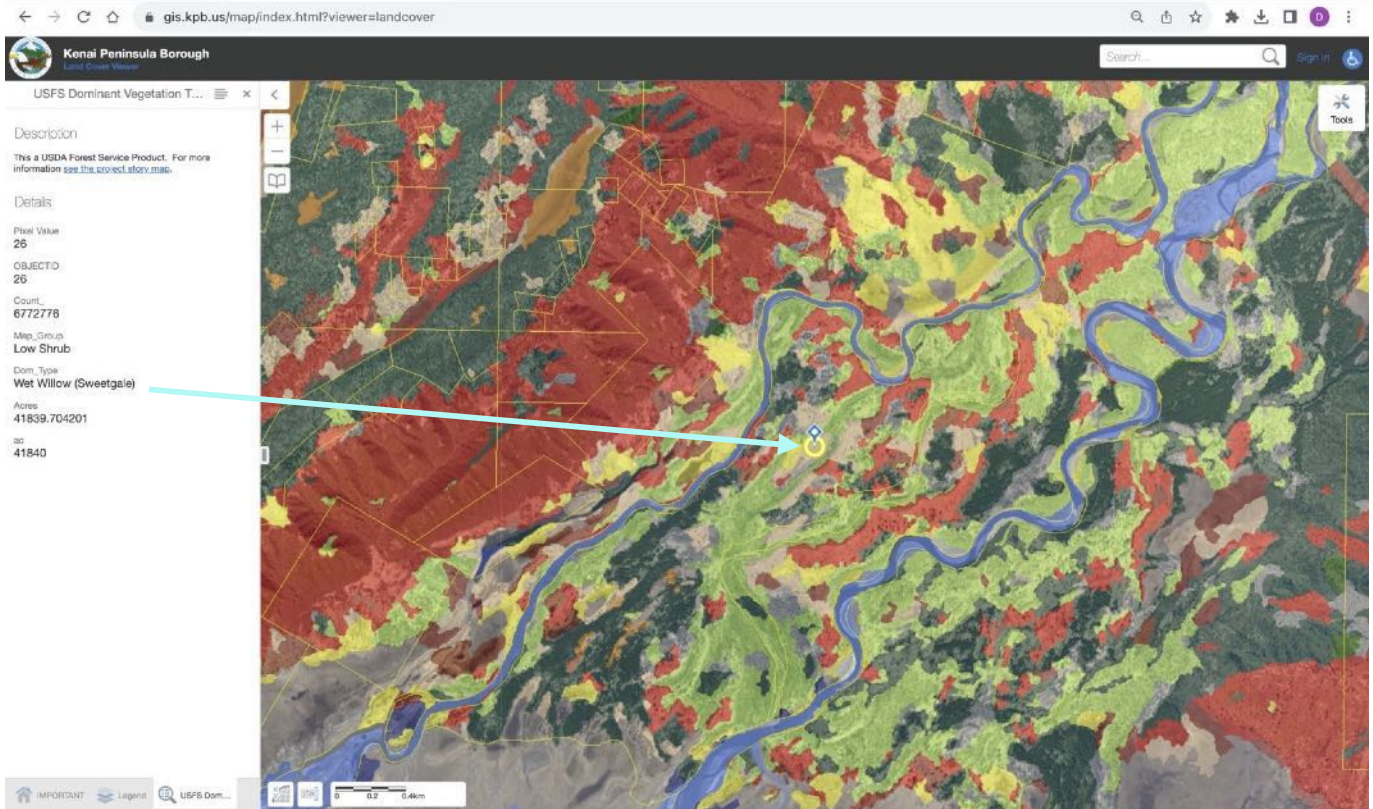 gis.kpb.us/map/index.html?viewer=landcover
D
Kenai Peninsula Borough
Land Cover Viewer
Search...
Sign in
USFS Dominant Vegetation T...
Tools
Description
This a USDA Forest Service Product. For more
information see the project story map.
Details
Pixel Value
26
OBJECTID
26
Count_
6772776
Map_Group
Low Shrub
Dom_Type
Wet Willow (Sweetgale)
Acres
41839.704201
ac
41840
IMPORTANT
Legend
USFS Dom...
0 0.2 0.4km